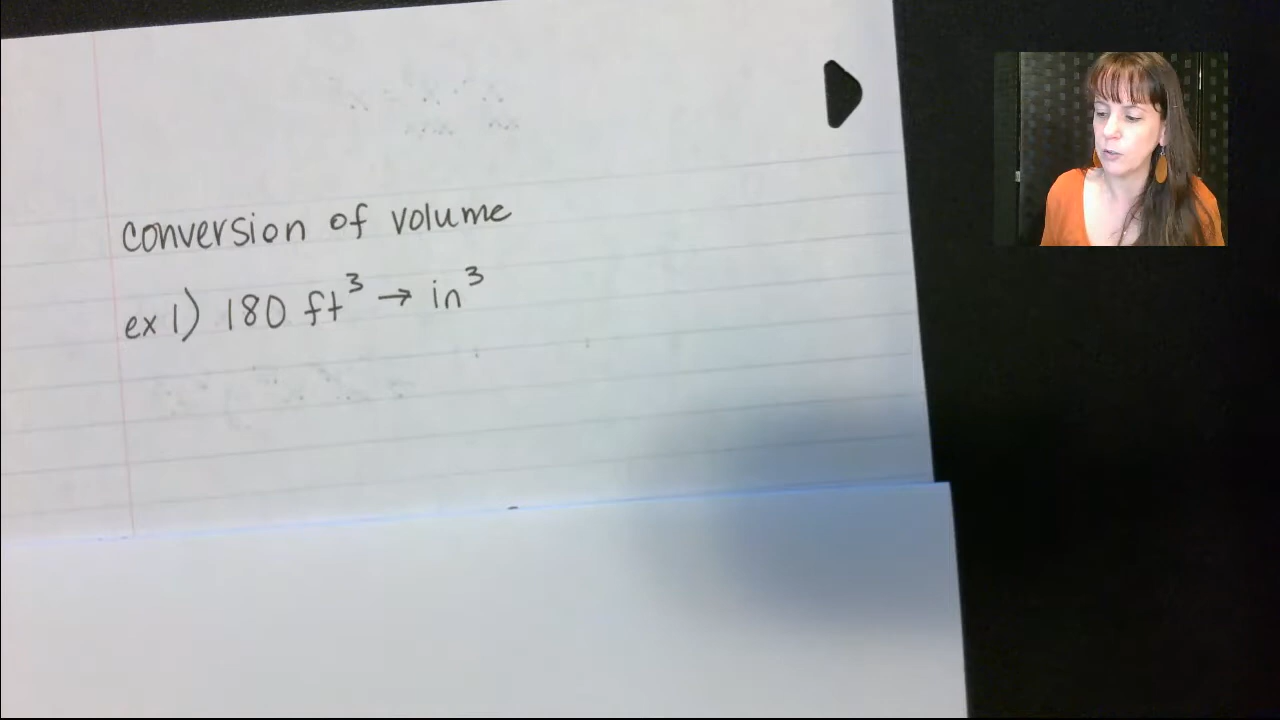 conversion of volume
ex 1) 180 ft³ → in³